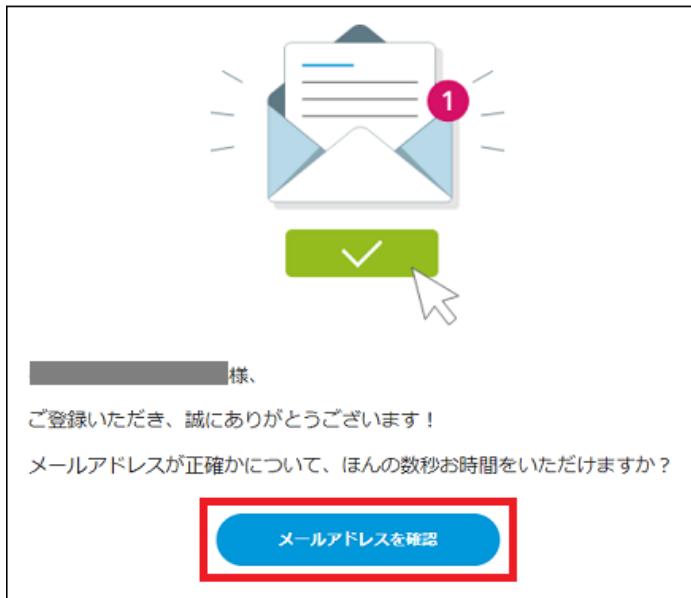 1
様、
ご登録いただき、誠にありがとうございます！
メールアドレスが正確かについて、ほんの数秒お時間をいただけますか？
メールアドレスを確認